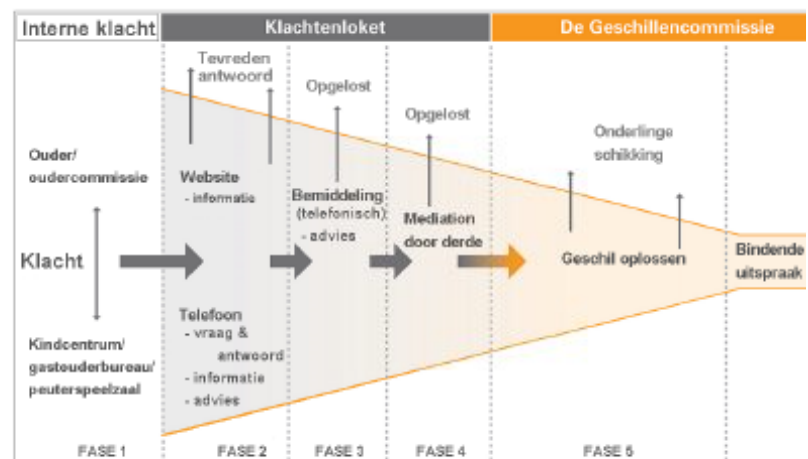 Interne klacht
Klachtenloket
De Geschillencommissie
Tevreden
antwoord
Opgelost
Opgelost
Onderlinge
schikking
Ouder/
oudercommissie
Website
- informatie
Bemiddeling
(telefonisch)
- advies
Mediation
door derde
Klacht
Geschil oplossen
Bindende
uitspraak
Kindcentrum/
gastouderbureau/
peuterspeelzaal
Telefoon
- vraag &
antwoord
- informatie
- advies
FASE 1
FASE 2
FASE 3
FASE 4
FASE 5